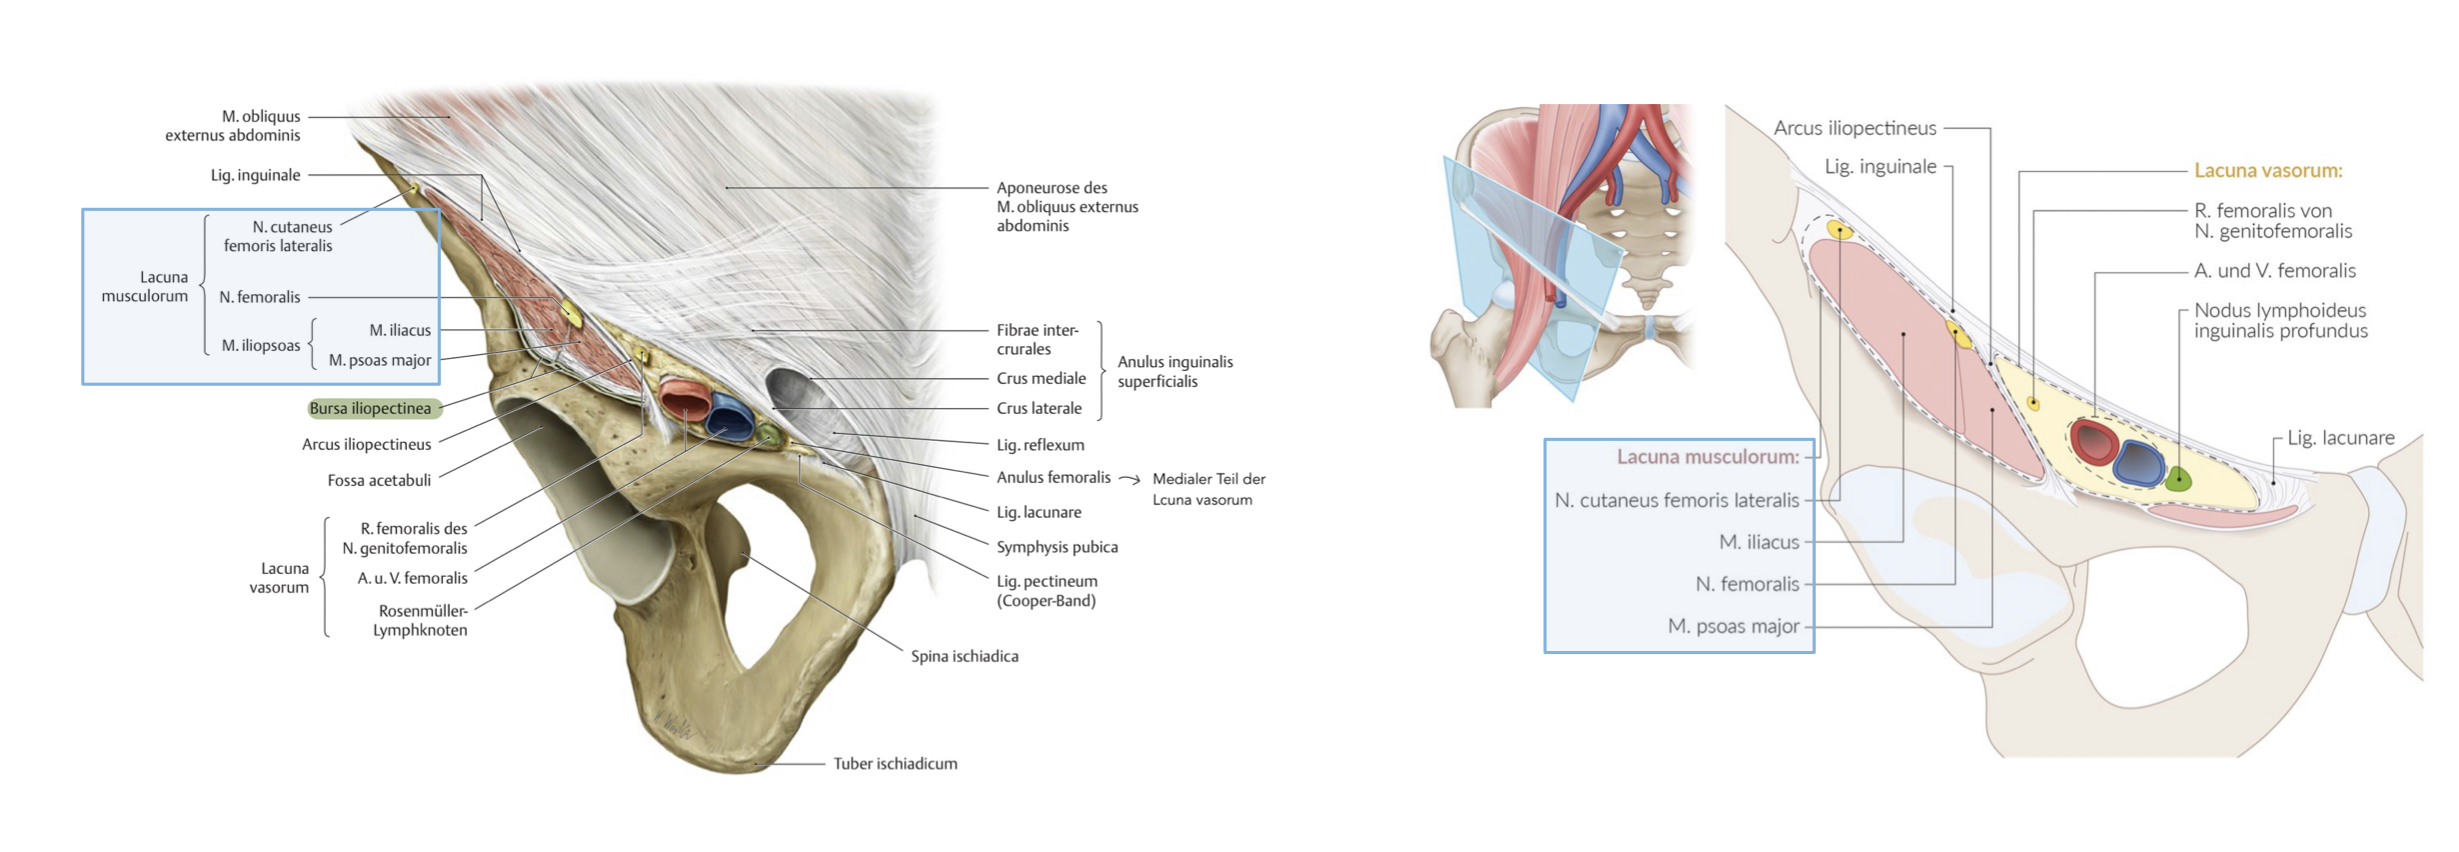 M. obliquus
externus abdominis
Lig. inguinale
N. cutaneus
femoris lateralis
Lacuna
musculorum
N. femoralis
M. iliacus
M. iliopsoas
M. psoas major
Bursa iliopectinea
Arcus iliopectineus
Fossa acetabuli
R. femoralis des
N. genitofemoralis
Lacuna
vasorum
A. u. V. femoralis
Rosenmüller-
Lymphknoten
Aponeurose des
M. obliquus externus
abdominis
Fibrae inter-
crurales
Crus mediale
Crus laterale
Anulus inguinalis
superficialis
Lig. reflexum
Anulus femoralis
Medialer Teil der
Lcuna vasorum
Lig. lacunare
Symphysis pubica
Lig. pectineum
(Cooper-Band)
Spina ischiadica
Tuber ischiadicum
Arcus iliopectineus
Lig. inguinale
Lacuna vasorum:
R. femoralis von
N. genitofemoralis
A. und V. femoralis
Nodus lymphoideus
inguinalis profundus
Lig. lacunare
Lacuna musculorum:
N. cutaneus femoris lateralis
M. iliacus
N. femoralis
M. psoas major